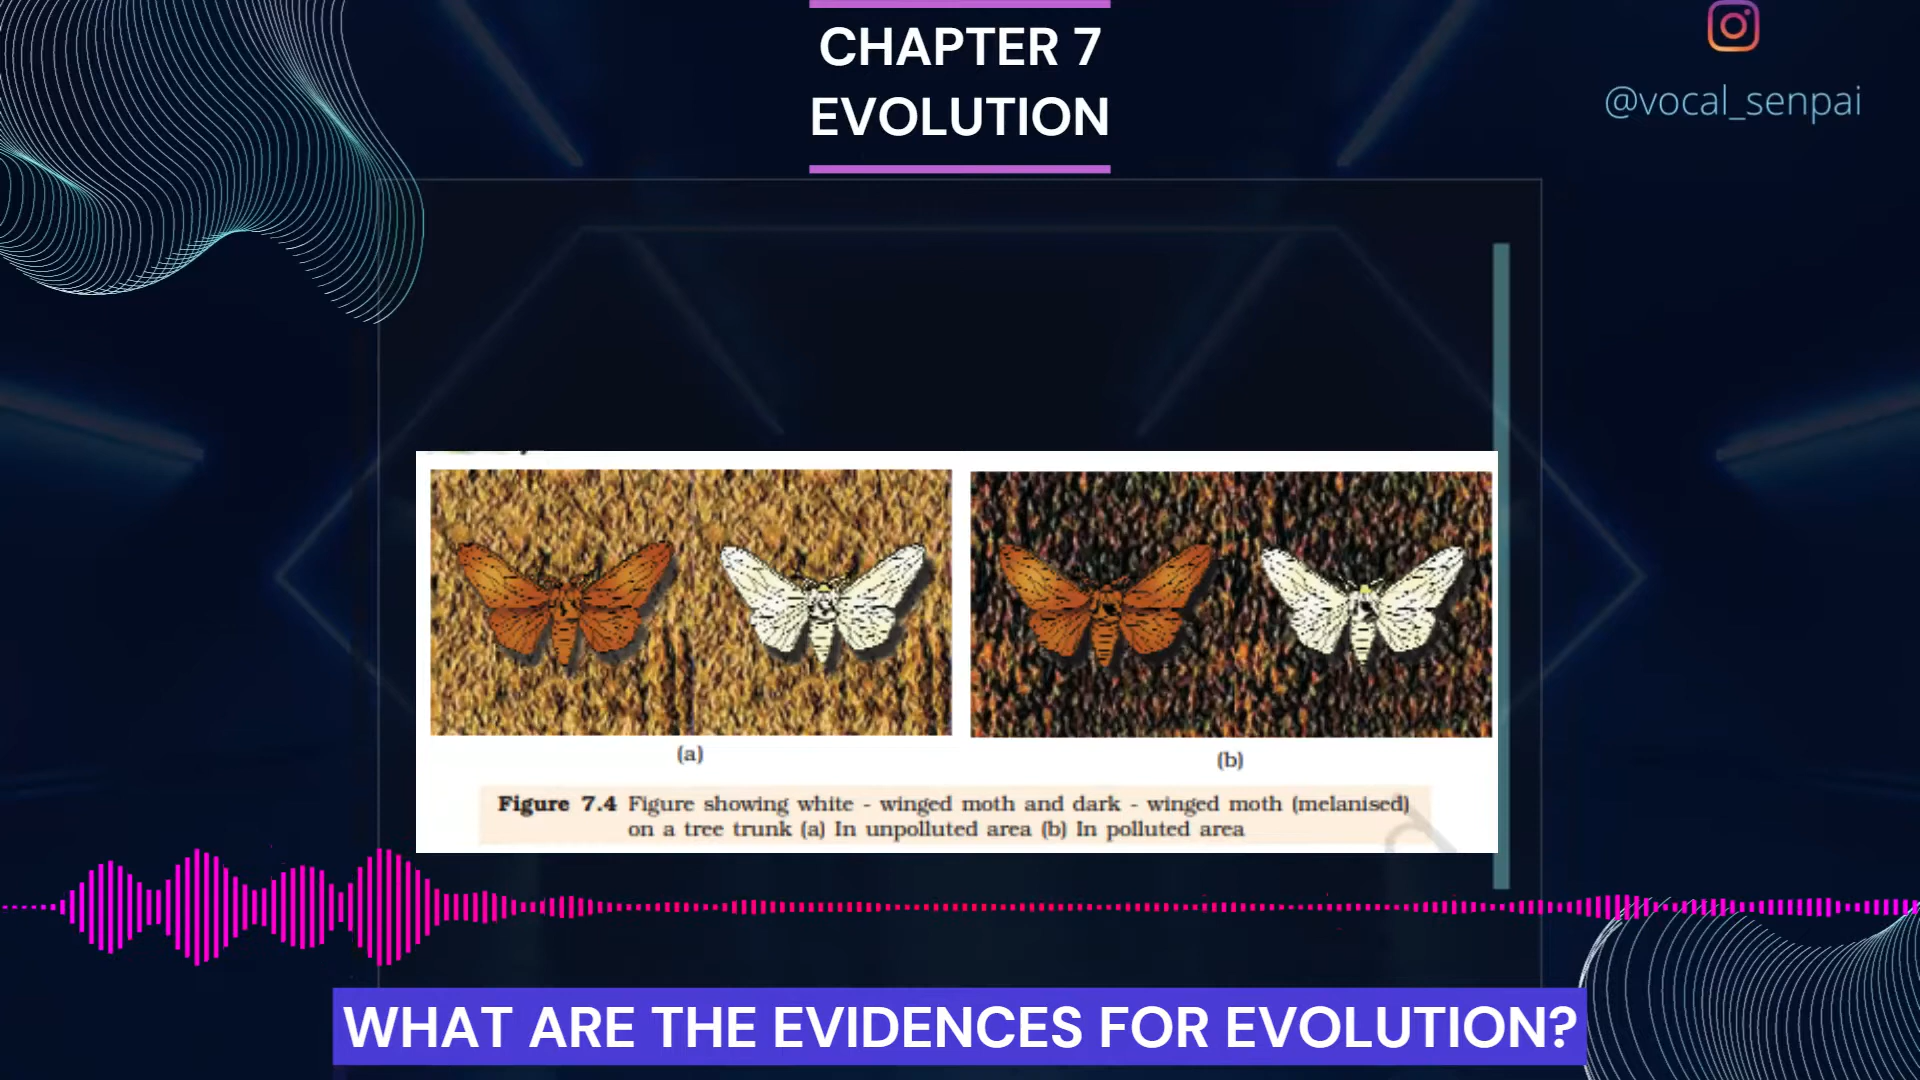 CHAPTER 7
EVOLUTION
@vocal_senpai
(a)
(b)
Figure 7.4 Figure showing white - winged moth and dark - winged moth (melanised)
on a tree trunk (a) In unpolluted area (b) In polluted area
WHAT ARE THE EVIDENCES FOR EVOLUTION?